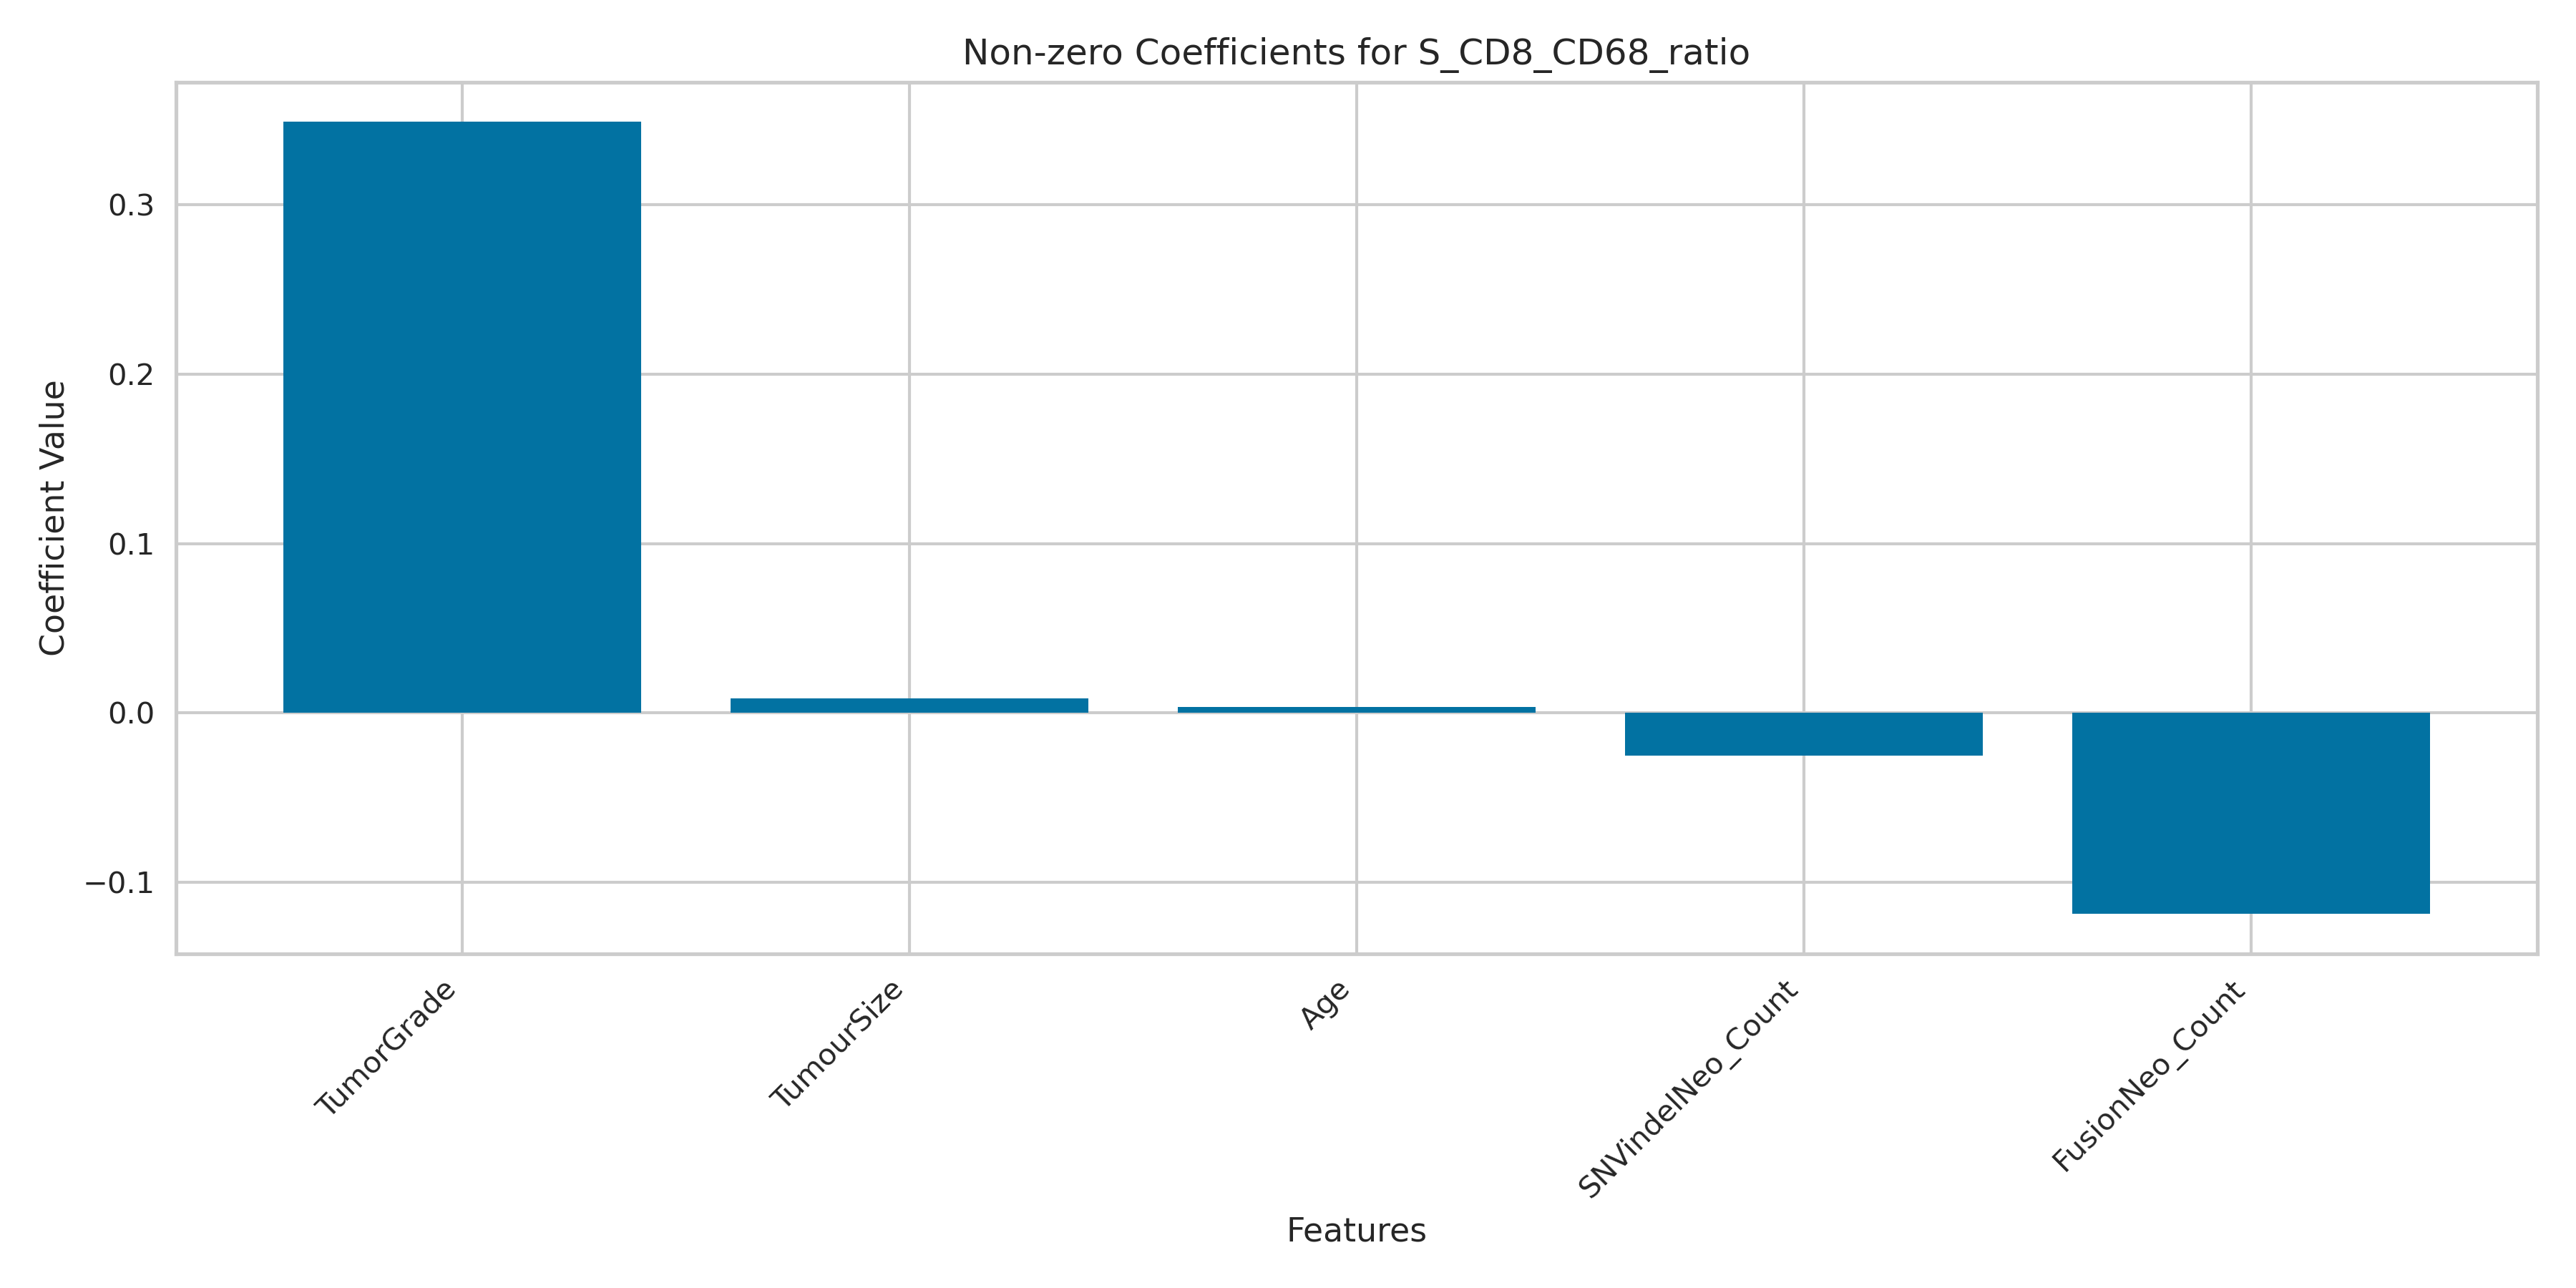 Non-zero Coefficients for S_CD8_CD68_ratio
Coefficient Value
0.3
0.2
0.1
0.0
−0.1
TumorGrade
TumourSize
Age
SNVindelNeo_Count
FusionNeo_Count
Features